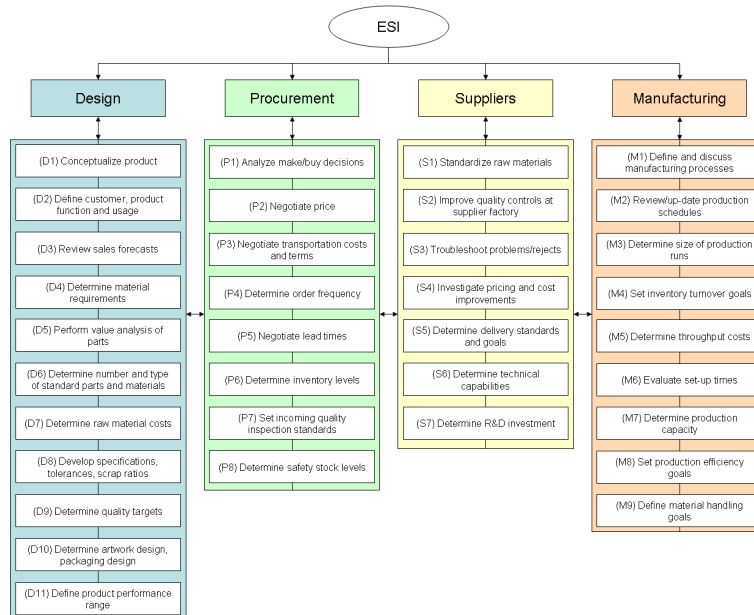 ESI
Design
Procurement
Suppliers
Manufacturing
(D1) Conceptualize product
(D2) Define customer, product
function and usage
(D3) Review sales forecasts
(D4) Determine material
requirements
(D5) Perform value analysis of
parts
(D6) Determine number and type
of standard parts and materials
(D7) Determine raw material costs
(D8) Develop specifications,
tolerances, scrap ratios
(D9) Determine quality targets
(D10) Determine artwork design,
packaging design
(D11) Define product performance
range
(P1) Analyze make/buy decisions
(P2) Negotiate price
(P3) Negotiate transportation costs
and terms
(P4) Determine order frequency
(P5) Negotiate lead times
(P6) Determine inventory levels
(P7) Set incoming quality
inspection standards
(P8) Determine safety stock levels
(S1) Standardize raw materials
(S2) Improve quality controls at
supplier factory
(S3) Troubleshoot problems/rejects
(S4) Investigate pricing and cost
improvements
(S5) Determine delivery standards
and goals
(S6) Determine technical
capabilities
(S7) Determine R&D investment
(M1) Define and discuss
manufacturing processes
(M2) Review/up-date production
schedules
(M3) Determine size of production
runs
(M4) Set inventory turnover goals
(M5) Determine throughput costs
(M6) Evaluate set-up times
(M7) Determine production
capacity
(M8) Set production efficiency
goals
(M9) Define material handling
goals